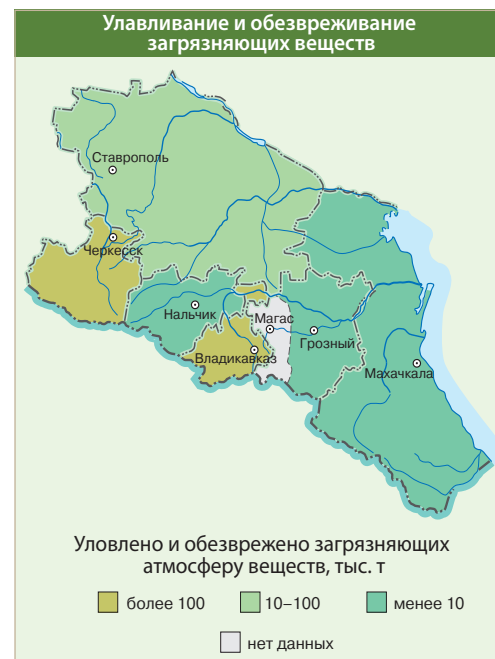 Улавливание и обезвреживание
загрязняющих веществ
Ставрополь
Черкесск
Нальчик
Магас
Грозный
Владикавказ
Махачкала
Уловлено и обезврежено загрязняющих
атмосферу веществ, тыс. т
более 100
10–100
менее 10
нет данных